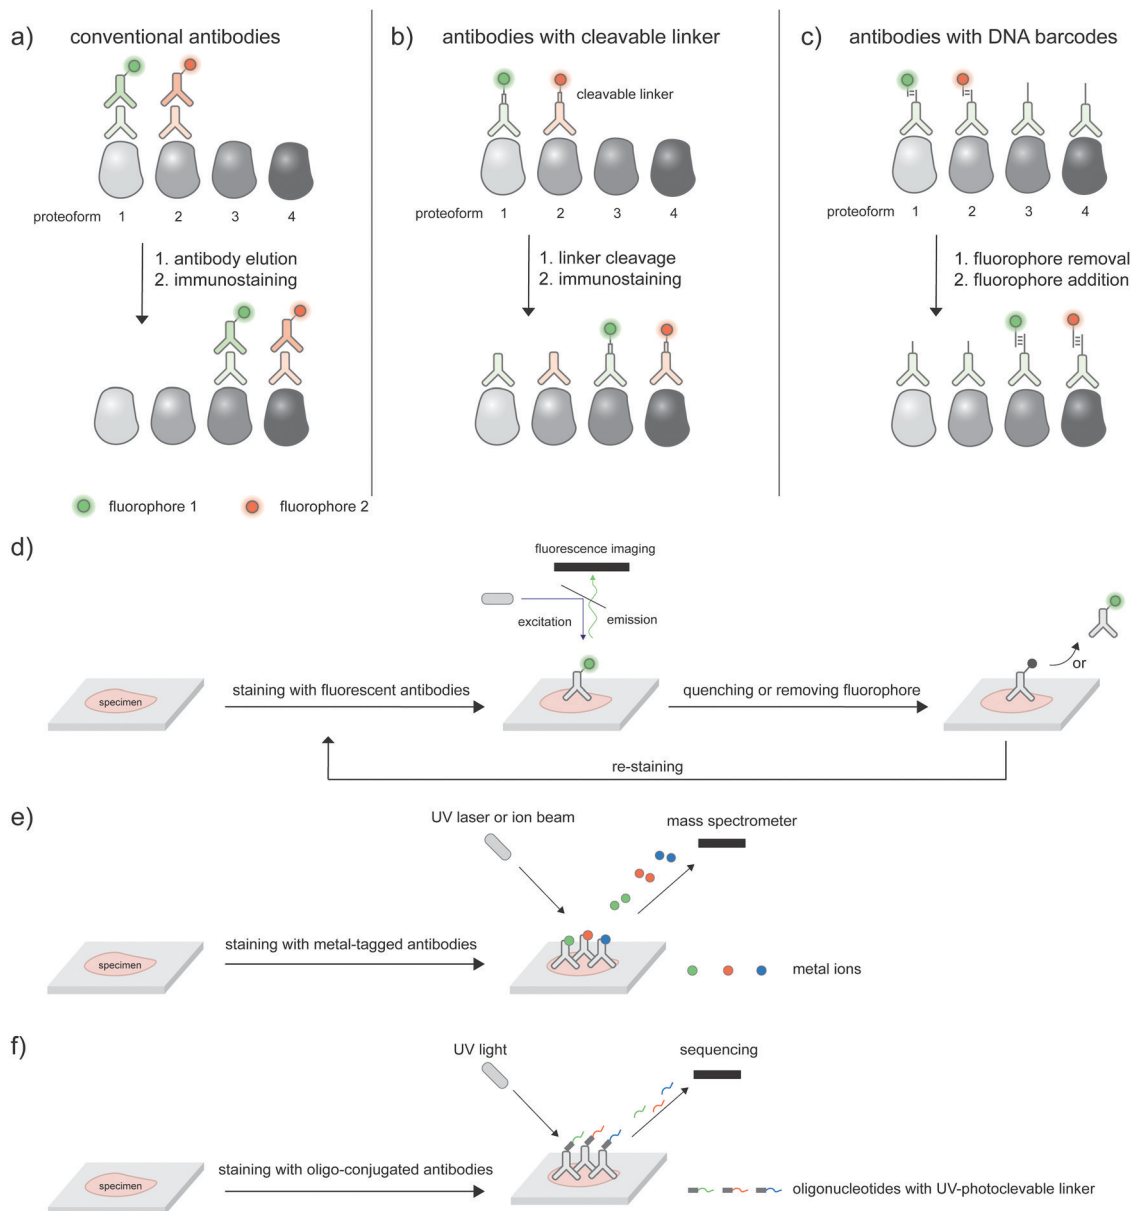 a) conventional antibodies
b) antibodies with cleavable linker
c) antibodies with DNA barcodes
cleavable linker
proteoform 1 2 3 4
proteoform 1 2 3 4
proteoform 1 2 3 4
1. antibody elution
2. immunostaining
1. linker cleavage
2. immunostaining
1. fluorophore removal
2. fluorophore addition
fluorophore 1
fluorophore 2
d)
fluorescence imaging
excitation
emission
or
specimen
staining with fluorescent antibodies
quenching or removing fluorophore
re-staining
e)
UV laser or ion beam
mass spectrometer
specimen
staining with metal-tagged antibodies
metal ions
f)
UV light
sequencing
specimen
staining with oligo-conjugated antibodies
oligonucleotides with UV-photoclevable linker